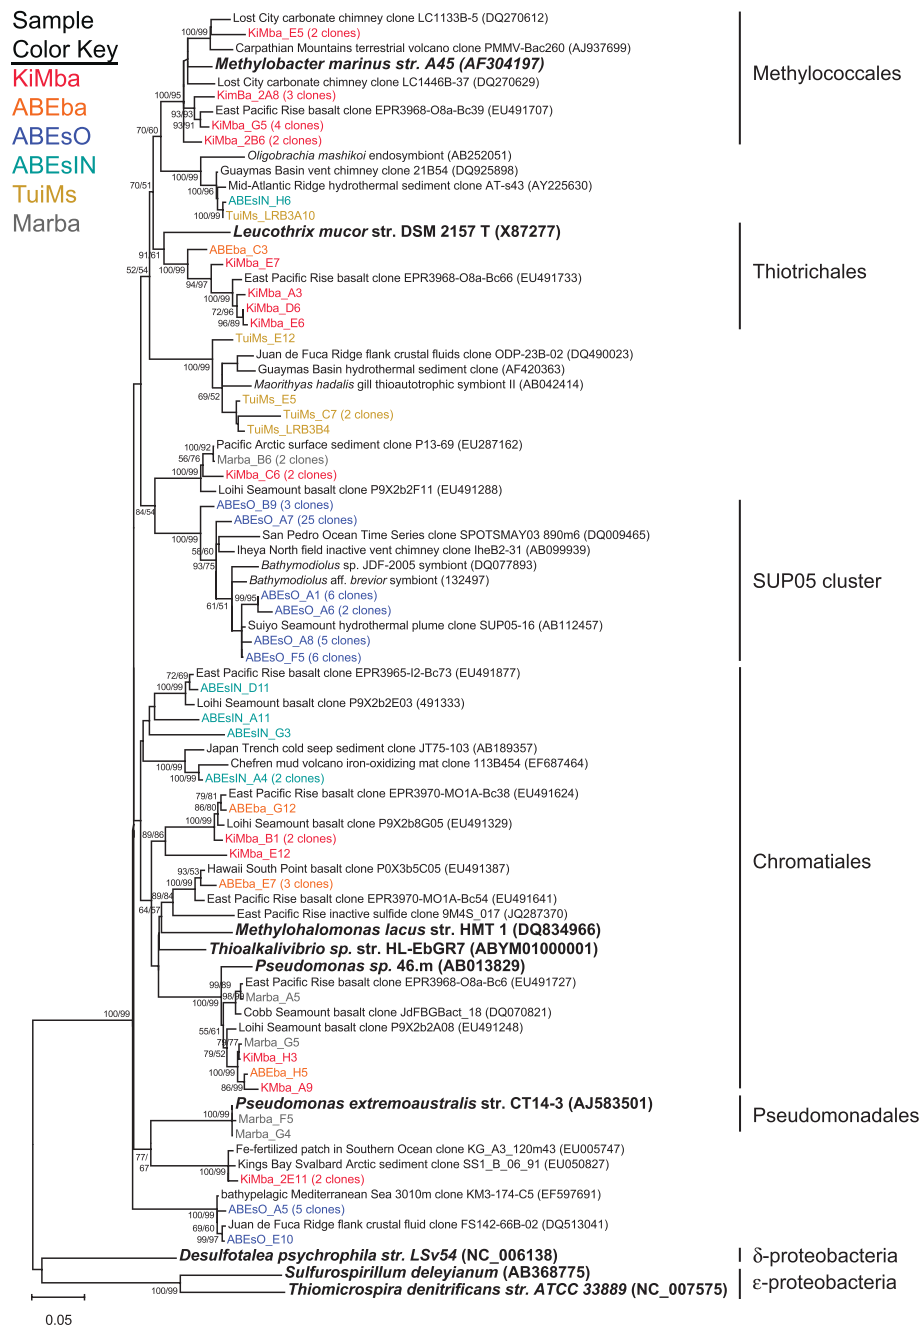 Sample
Color Key
KiMba
ABEba
ABEsO
ABEsIN
TuiMs
Marba
Lost City carbonate chimney clone LC1133B-5 (DQ270612)
100/99
KiMba_E5 (2 clones)
Carpathian Mountains terrestrial volcano clone PMMV-Bac260 (AJ937699)
Methylobacter marinus str. A45 (AF304197)
Methylococcales
Lost City carbonate chimney clone LC1446B-37 (DQ270629)
100/95
KimBa_2A8 (3 clones)
93/93
East Pacific Rise basalt clone EPR3968-O8a-Bc39 (EU491707)
93/91
KiMba_G5 (4 clones)
70/60
KiMba_2B6 (2 clones)
Oligobrachia mashikoi endosymbiont (AB252051)
100/99
Guaymas Basin vent chimney clone 21B54 (DQ925898)
70/51
100/96
Mid-Atlantic Ridge hydrothermal sediment clone AT-s43 (AY225630)
ABEsIN_H6
100/99
TuiMs_LRB3A10
Leucothrix mucor str. DSM 2157 T (X87277)
91/61
ABEba_C3
52/54
100/99
KiMba_E7
Thiotrichales
94/97
East Pacific Rise basalt clone EPR3968-O8a-Bc66 (EU491733)
100/99
KiMba_A3
72/96
KiMba_D6
96/89
KiMba_E6
TuiMs_E12
Juan de Fuca Ridge flank crustal fluids clone ODP-23B-02 (DQ490023)
100/99
Guaymas Basin hydrothermal sediment clone (AF420363)
Maorithyas hadalis gill thioautotrophic symbiont II (AB042414)
69/52
TuiMs_E5
TuiMs_C7 (2 clones)
TuiMs_LRB3B4
100/92
Pacific Arctic surface sediment clone P13-69 (EU287162)
56/76
Marba_B6 (2 clones)
100/99
KiMba_C6 (2 clones)
Loihi Seamount basalt clone P9X2b2F11 (EU491288)
84/54
ABEsO_B9 (3 clones)
ABEsO_A7 (25 clones)
100/99
San Pedro Ocean Time Series clone SPOTSMAY03 890m6 (DQ009465)
58/60
Iheya North field inactive vent chimney clone IheB2-31 (AB099939)
93/75
Bathymodiolus sp. JDF-2005 symbiont (DQ077893)
Bathymodiolus aff. brevior symbiont (132497)
SUP05 cluster
99/95
ABEsO_A1 (6 clones)
61/51
ABEsO_A6 (2 clones)
Suiyo Seamount hydrothermal plume clone SUP05-16 (AB112457)
ABEsO_A8 (5 clones)
ABEsO_F5 (6 clones)
72/69
East Pacific Rise basalt clone EPR3965-I2-Bc73 (EU491877)
100/99
ABEsIN_D11
Loihi Seamount basalt clone P9X2b2E03 (491333)
ABEsIN_A11
ABEsIN_G3
Japan Trench cold seep sediment clone JT75-103 (AB189357)
100/99
Chefren mud volcano iron-oxidizing mat clone 113B454 (EF687464)
100/99
ABEsIN_A4 (2 clones)
79/81
East Pacific Rise basalt clone EPR3970-MO1A-Bc38 (EU491624)
86/80
ABEba_G12
100/99
Loihi Seamount basalt clone P9X2b8G05 (EU491329)
89/86
KiMba_B1 (2 clones)
KiMba_E12
Chromatiales
93/53
Hawaii South Point basalt clone P0X3b5C05 (EU491387)
100/99
ABEba_E7 (3 clones)
89/84
East Pacific Rise basalt clone EPR3970-MO1A-Bc54 (EU491641)
64/57
East Pacific Rise inactive sulfide clone 9M4S_017 (JQ287370)
Methylohalomonas lacus str. HMT 1 (DQ834966)
Thioalkalivibrio sp. str. HL-EbGR7 (ABYM01000001)
Pseudomonas sp. 46.m (AB013829)
99/89
East Pacific Rise basalt clone EPR3968-O8a-Bc6 (EU491727)
100/99
Marba_A5
Cobb Seamount basalt clone JdFBGBact_18 (DQ070821)
100/99
55/61
Loihi Seamount basalt clone P9X2b2A08 (EU491248)
79/77
Marba_G5
79/52
KiMba_H3
100/99
ABEba_H5
86/99
KMba_A9
Pseudomonas extremoaustralis str. CT14-3 (AJ583501)
100/99
Marba_F5
Pseudomonadales
Marba_G4
77/
67
Fe-fertilized patch in Southern Ocean clone KG_A3_120m43 (EU005747)
100/99
Kings Bay Svalbard Arctic sediment clone SS1_B_06_91 (EU050827)
KiMba_2E11 (2 clones)
bathypelagic Mediterranean Sea 3010m clone KM3-174-C5 (EF597691)
100/99
ABEsO_A5 (5 clones)
69/60
Juan de Fuca Ridge flank crustal fluid clone FS142-66B-02 (DQ513041)
99/97
ABEsO_E10
Desulfotalea psychrophila str. LSv54 (NC_006138)
δ-proteobacteria
Sulfurospirillum deleyianum (AB368775)
ε-proteobacteria
100/99
Thiomicrospira denitrificans str. ATCC 33889 (NC_007575)
0.05